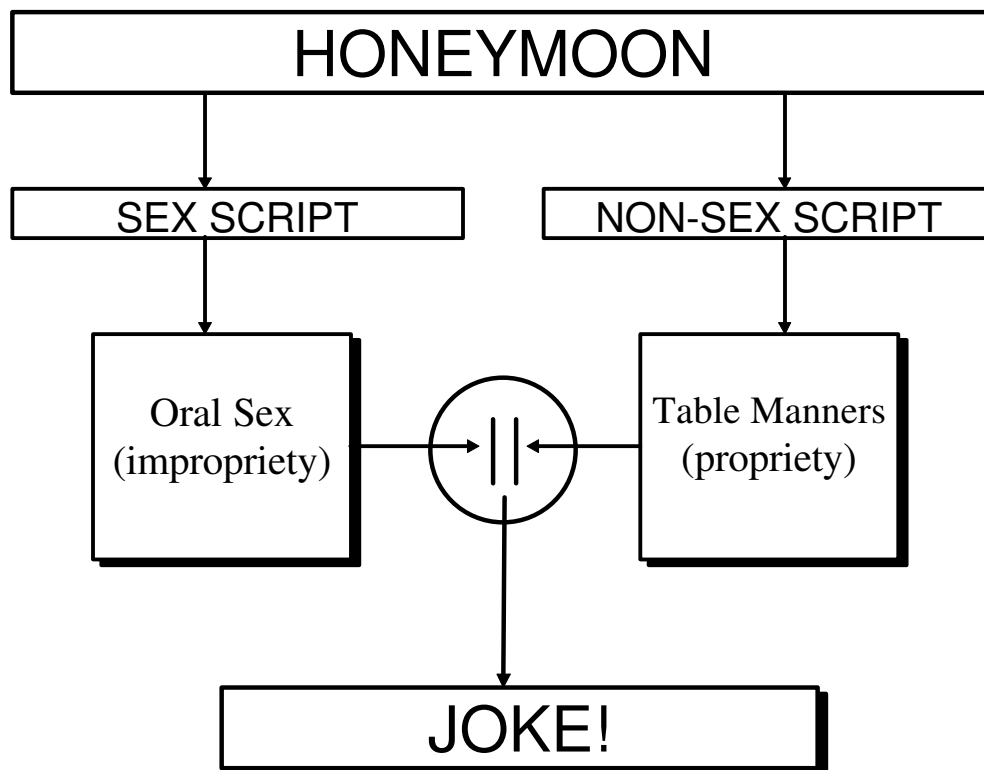 HONEYMOON
SEX SCRIPT
NON-SEX SCRIPT
Oral Sex
(impropriety)
Table Manners
(propriety)
JOKE!